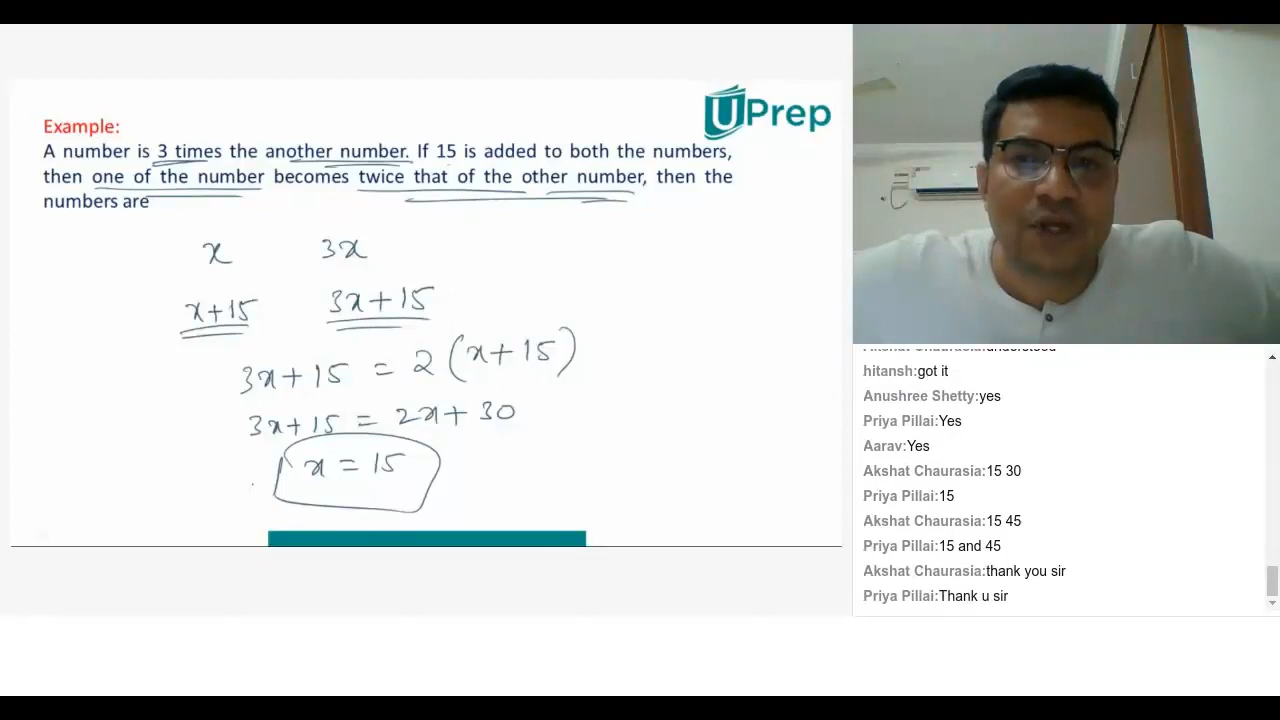 UPrep
Example:
A number is 3 times the another number. If 15 is added to both the numbers,
then one of the number becomes twice that of the other number, then the
numbers are
x 3x
x+15 3x+15
3x+15 = 2(x+15)
3x+15 = 2x+30
x = 15
hitansh:got it
Anushree Shetty:yes
Priya Pillai:Yes
Aarav:Yes
Akshat Chaurasia:15 30
Priya Pillai:15
Akshat Chaurasia:15 45
Priya Pillai:15 and 45
Akshat Chaurasia:thank you sir
Priya Pillai:Thank u sir